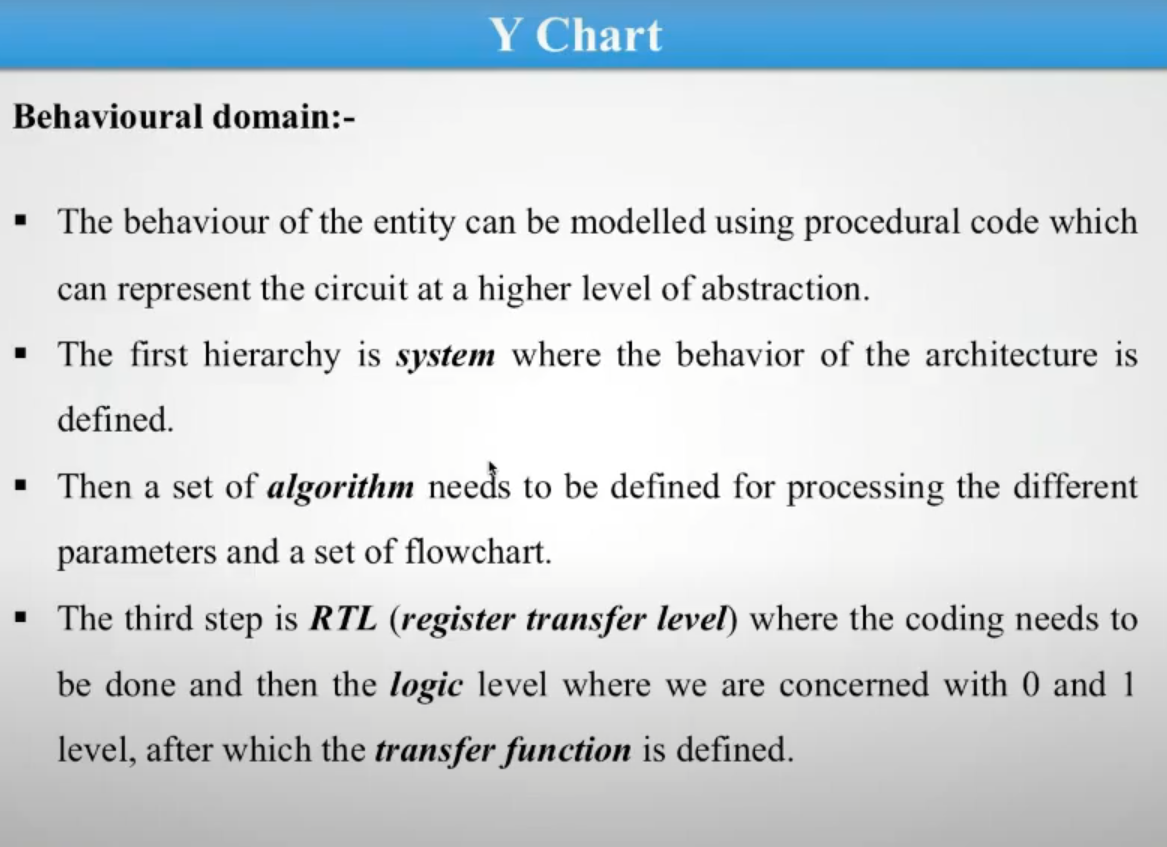 Y Chart
Behavioural domain:-
▪ The behaviour of the entity can be modelled using procedural code which
can represent the circuit at a higher level of abstraction.
▪ The first hierarchy is system where the behavior of the architecture is
defined.
▪ Then a set of algorithm needs to be defined for processing the different
parameters and a set of flowchart.
▪ The third step is RTL (register transfer level) where the coding needs to
be done and then the logic level where we are concerned with 0 and 1
level, after which the transfer function is defined.